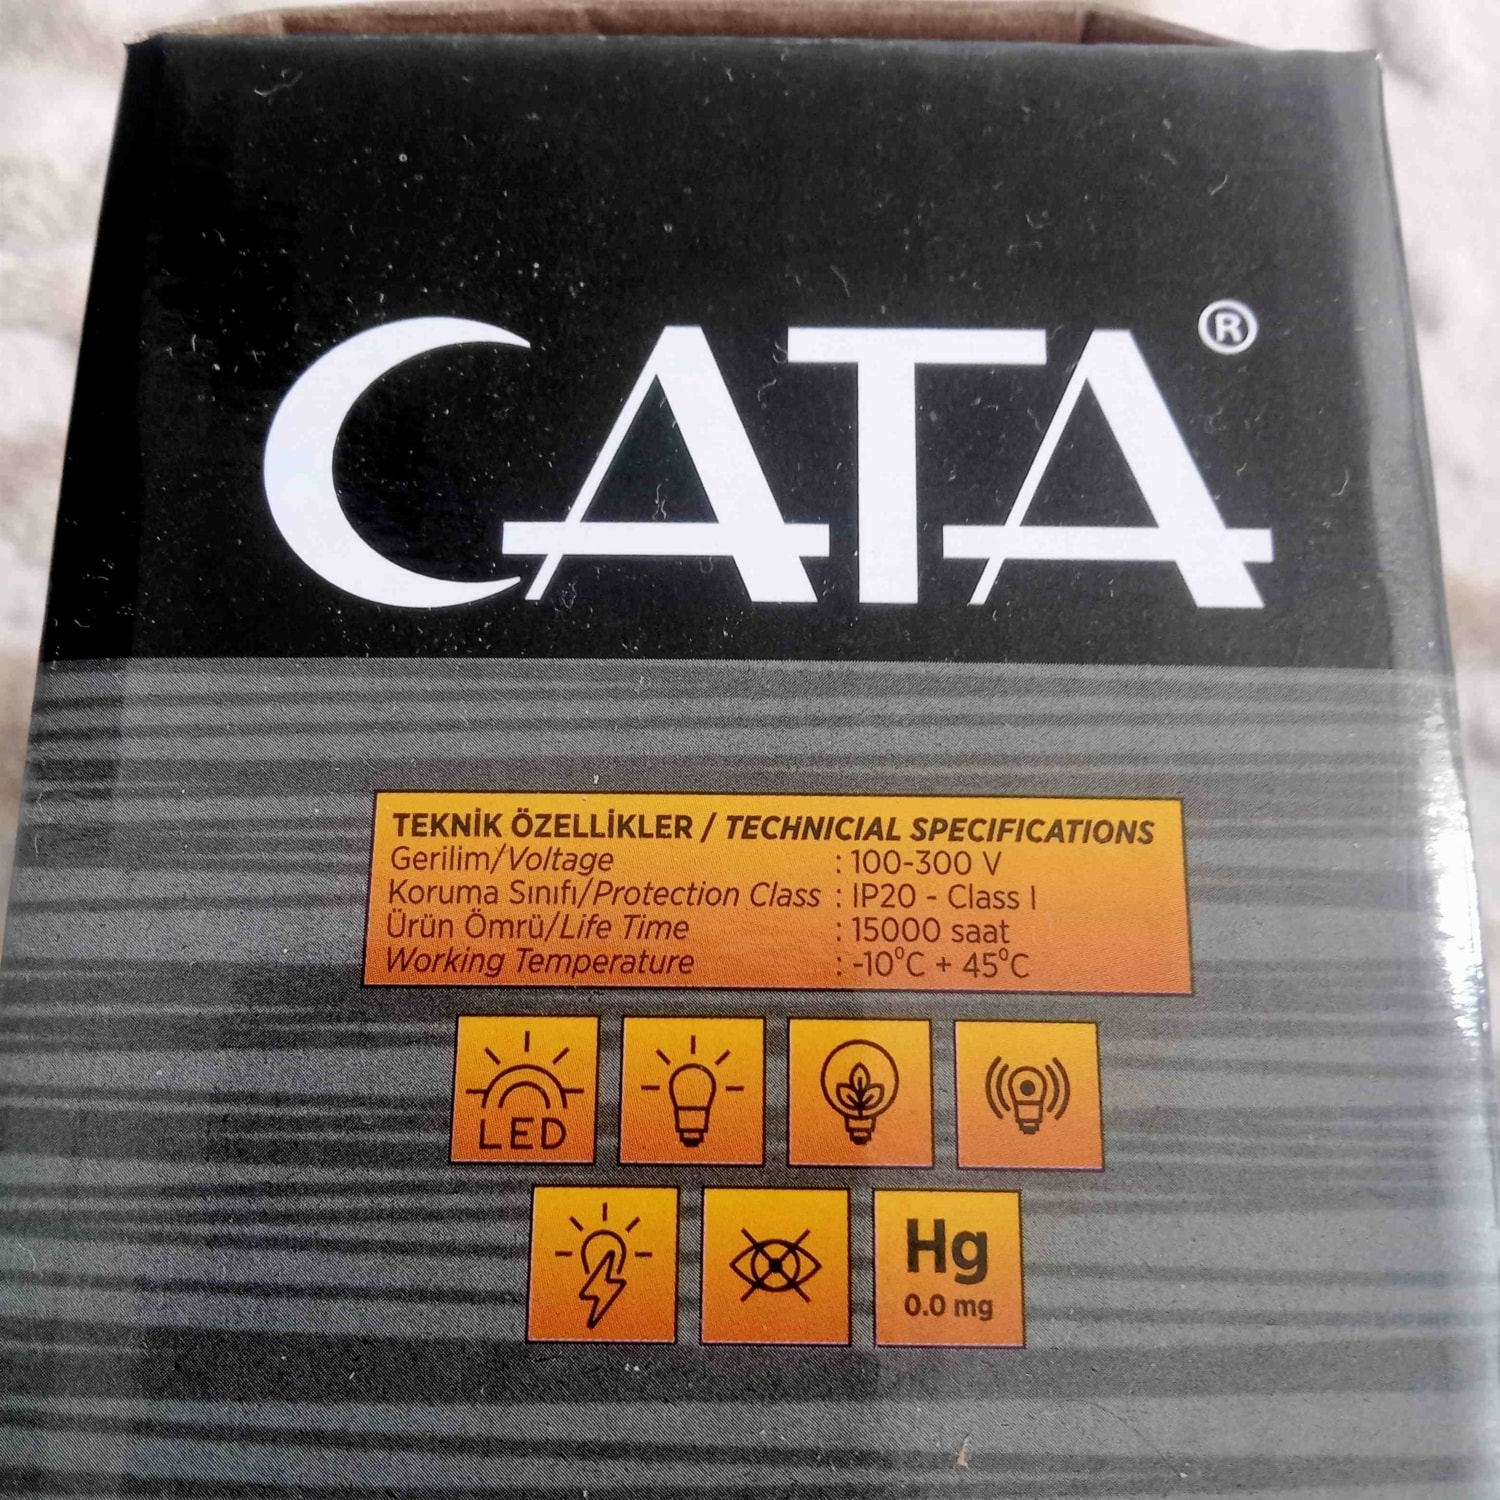 CATA®
TEKNİK ÖZELLİKLER / TECHNICIAL SPECIFICATIONS
Gerilim/Voltage : 100-300 V
Koruma Sınıfı/Protection Class : IP20 - Class I
Ürün Ömrü/Life Time : 15000 saat
Working Temperature : -10°C + 45°C
LED
Hg
0.0 mg